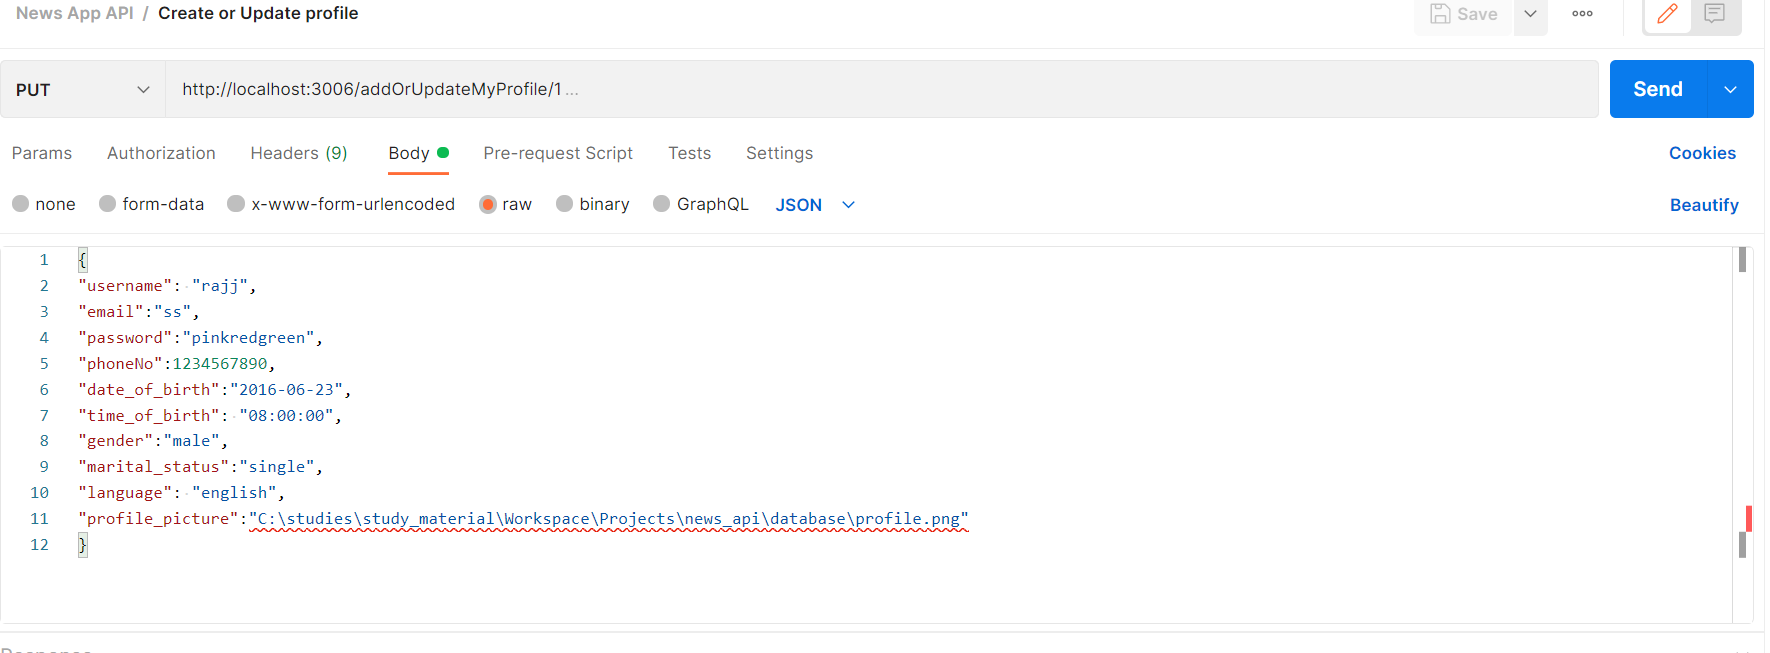 News App API / Create or Update profile
Save
PUT
http://localhost:3006/addOrUpdateMyProfile/1 ...
Send
Params Authorization Headers (9) Body Pre-request Script Tests Settings Cookies
none form-data x-www-form-urlencoded raw binary GraphQL JSON Beautify
1 {
2 "username": "rajj",
3 "email":"ss",
4 "password":"pinkredgreen",
5 "phoneNo":1234567890,
6 "date_of_birth":"2016-06-23",
7 "time_of_birth": "08:00:00",
8 "gender":"male",
9 "marital_status":"single",
10 "language": "english",
11 "profile_picture":"C:\studies\study_material\Workspace\Projects\news_api\database\profile.png"
12 }